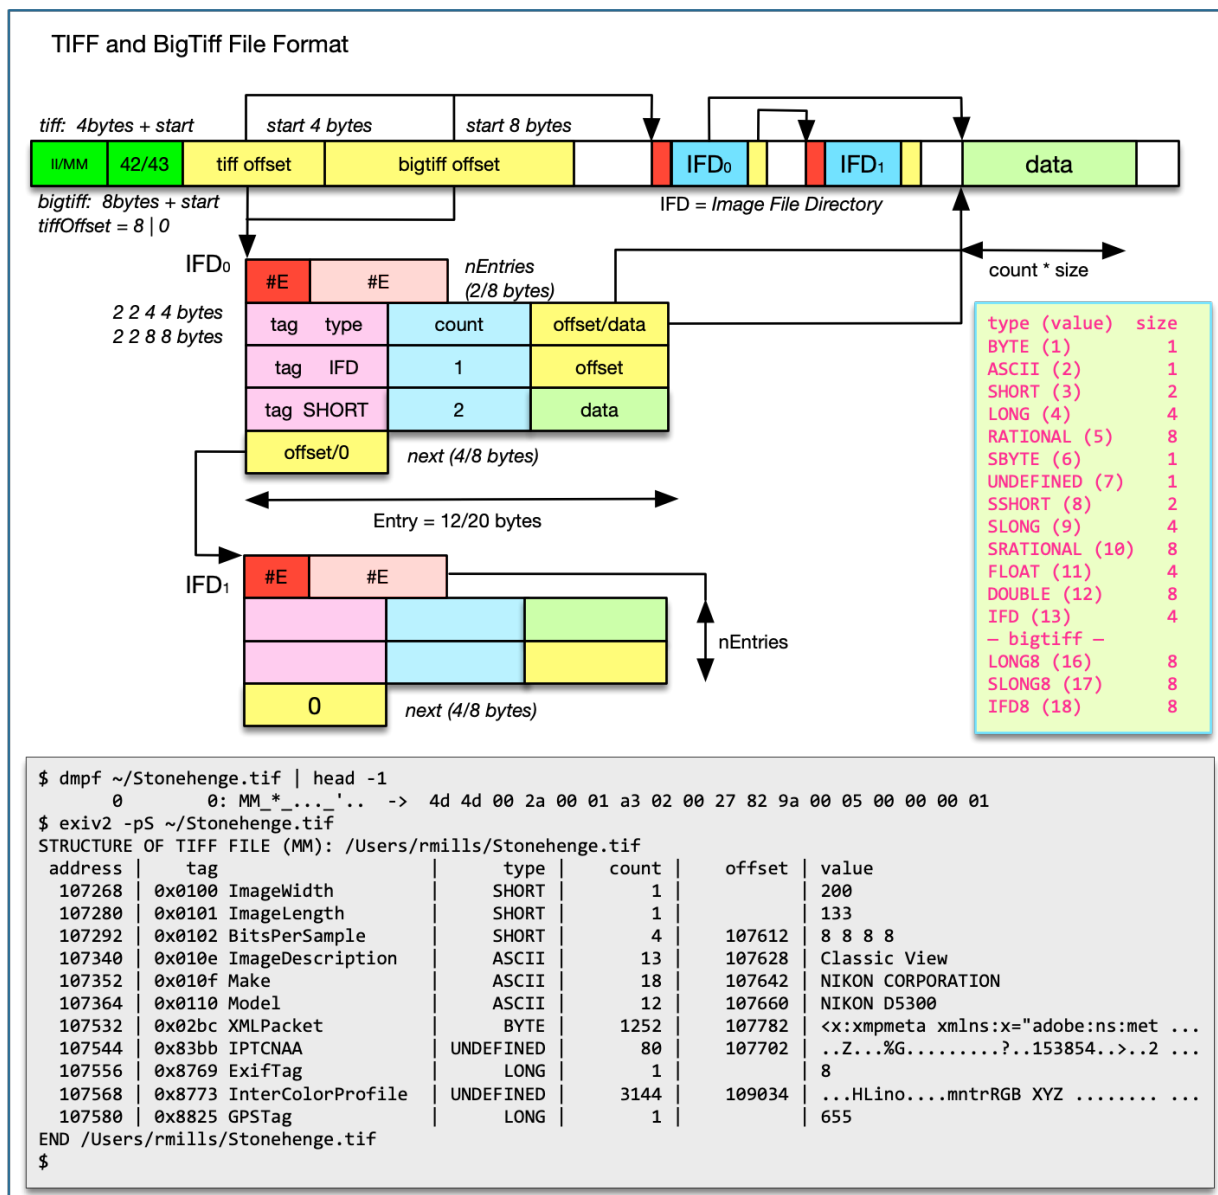 TIFF and BigTiff File Format
tiff:  4bytes + start
start 4 bytes
start 8 bytes
II/MM
42/43
tiff offset
bigtiff offset
IFD₀
IFD₁
data
bigtiff:  8bytes + start
tiffOffset = 8 | 0
IFD = Image File Directory
IFD₀
#E
#E
nEntries
(2/8 bytes)
count * size
2 2 4 4 bytes
2 2 8 8 bytes
tag type count offset/data
tag IFD 1 offset
tag SHORT 2 data
offset/0
next (4/8 bytes)
Entry = 12/20 bytes
IFD₁
#E
#E
nEntries
0
next (4/8 bytes)
type (value)  size
BYTE (1) 1
ASCII (2) 1
SHORT (3) 2
LONG (4) 4
RATIONAL (5) 8
SBYTE (6) 1
UNDEFINED (7) 1
SSHORT (8) 2
SLONG (9) 4
SRATIONAL (10) 8
FLOAT (11) 4
DOUBLE (12) 8
IFD (13) 4
– bigtiff –
LONG8 (16) 8
SLONG8 (17) 8
IFD8 (18) 8
$ dmpf ~/Stonehenge.tif | head -1
       0        0: MM_*_..._'..  ->  4d 4d 00 2a 00 01 a3 02 00 27 82 9a 00 05 00 00 00 01
$ exiv2 -pS ~/Stonehenge.tif
STRUCTURE OF TIFF FILE (MM): /Users/rmills/Stonehenge.tif
 address |    tag                    |      type |    count |    offset | value
  107268 | 0x0100 ImageWidth         |     SHORT |        1 |           | 200
  107280 | 0x0101 ImageLength        |     SHORT |        1 |           | 133
  107292 | 0x0102 BitsPerSample      |     SHORT |        4 |    107612 | 8 8 8 8
  107340 | 0x010e ImageDescription   |     ASCII |       13 |    107628 | Classic View
  107352 | 0x010f Make               |     ASCII |       18 |    107642 | NIKON CORPORATION
  107364 | 0x0110 Model              |     ASCII |       12 |    107660 | NIKON D5300
  107532 | 0x02bc XMLPacket          |      BYTE |     1252 |    107782 | <x:xmpmeta xmlns:x="adobe:ns:met ...
  107544 | 0x83bb IPTCNAA            | UNDEFINED |       80 |    107702 | ..Z...%G.........?..153854..>..2 ...
  107556 | 0x8769 ExifTag            |      LONG |        1 |           | 8
  107568 | 0x8773 InterColorProfile  | UNDEFINED |     3144 |    109034 | ...HLino....mntrRGB XYZ ........ ...
  107580 | 0x8825 GPSTag             |      LONG |        1 |           | 655
END /Users/rmills/Stonehenge.tif
$